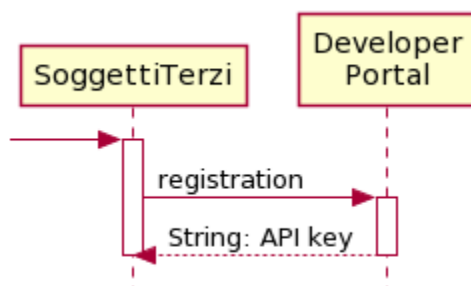 SoggettiTerzi
Developer
Portal
registration
String: API key